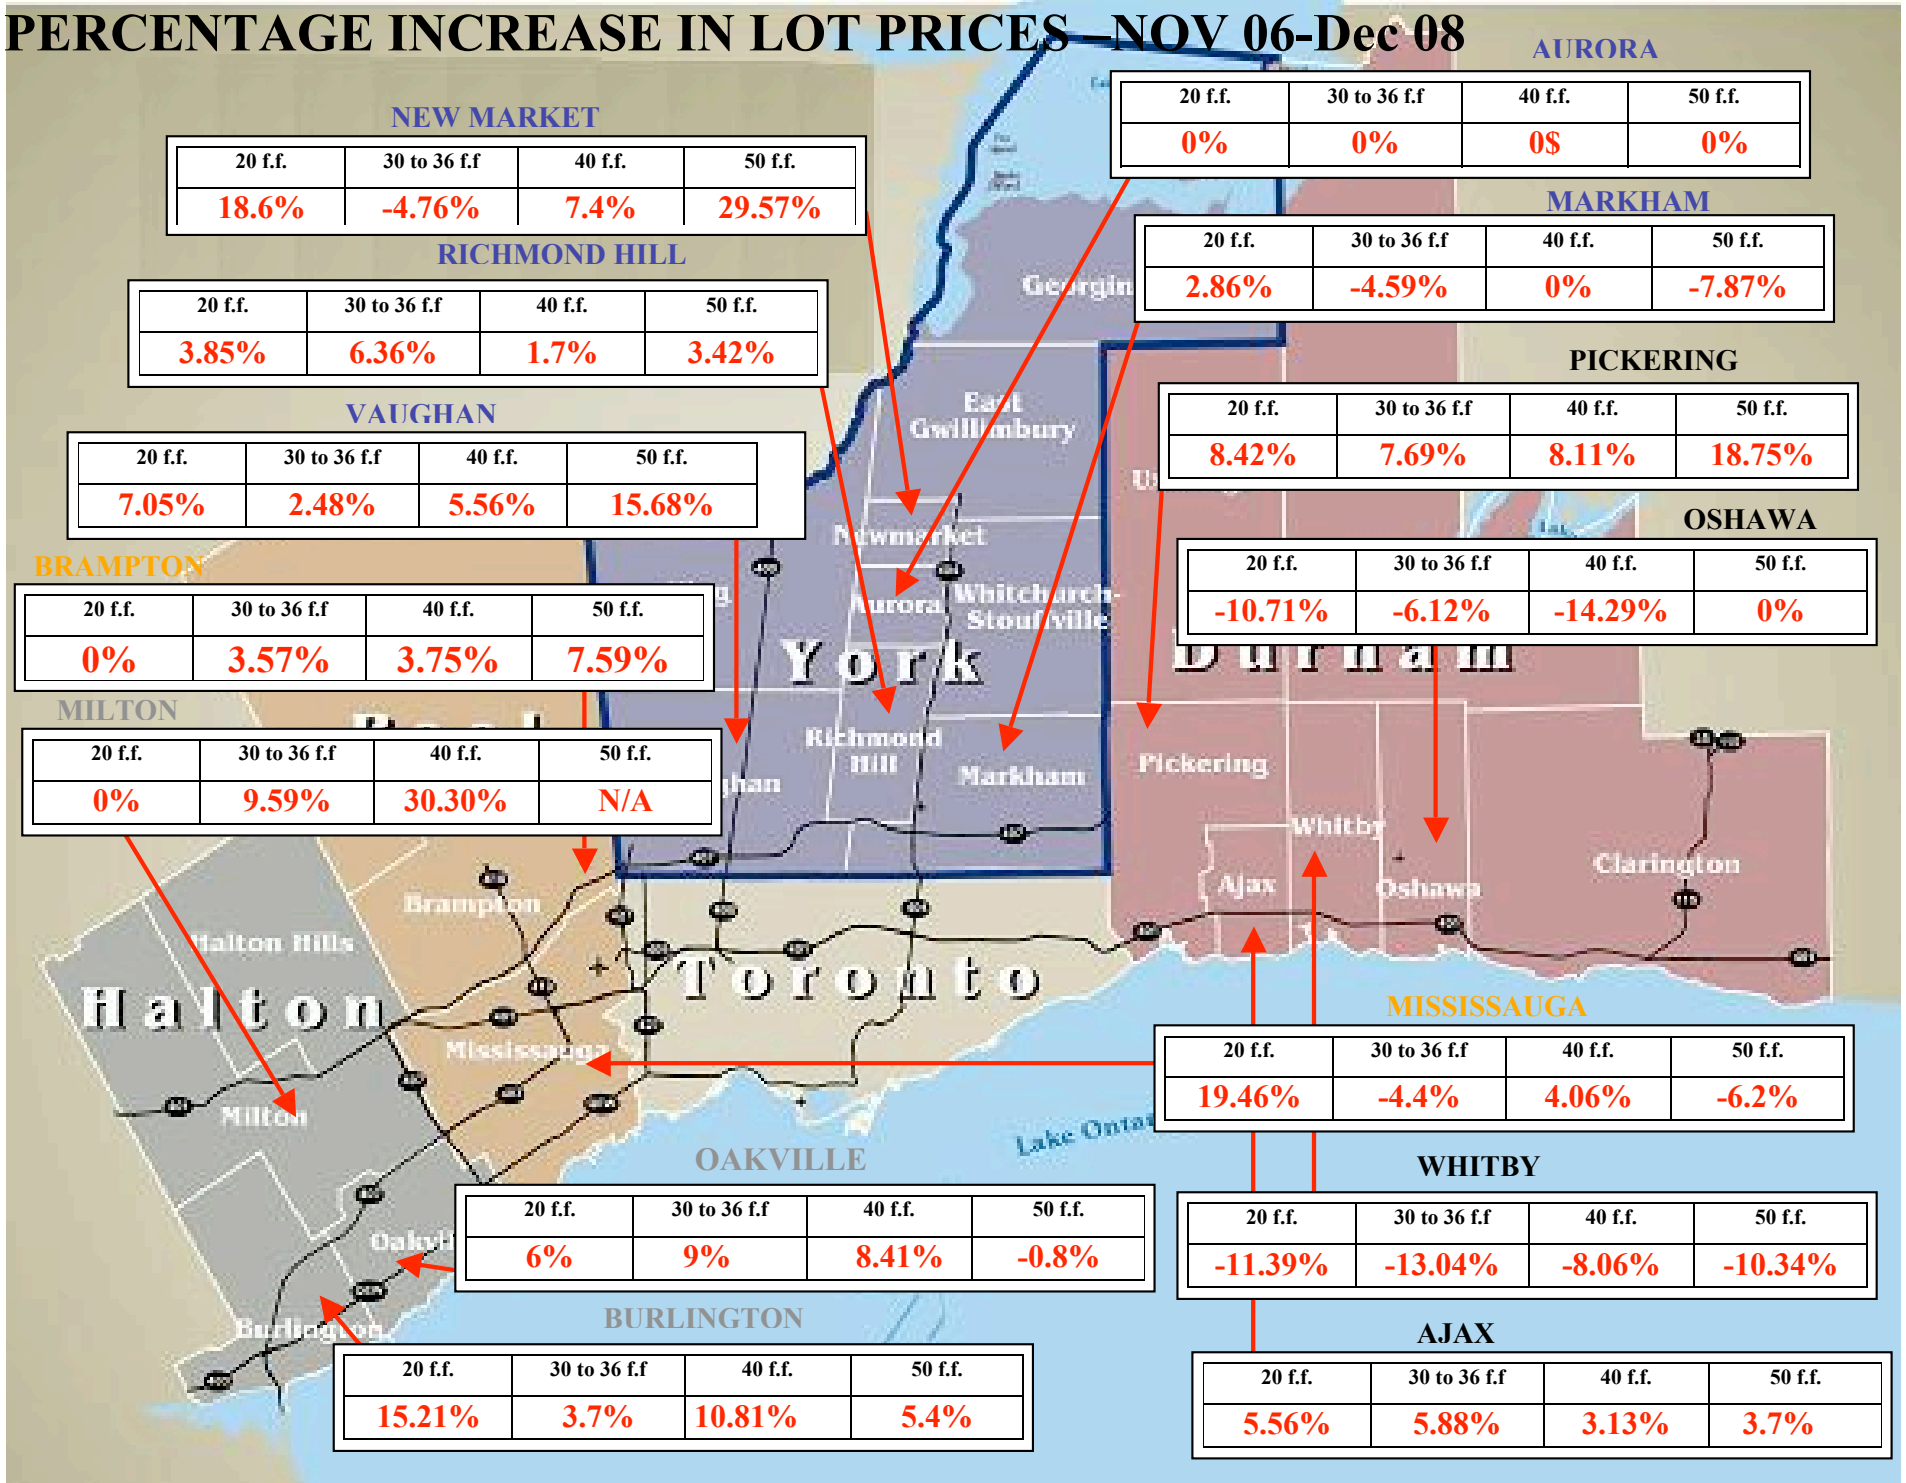 PERCENTAGE INCREASE IN LOT PRICES –NOV 06-Dec 08
AURORA
20 f.f. 30 to 36 f.f 40 f.f. 50 f.f.
0% 0% 0$ 0%
NEW MARKET
20 f.f. 30 to 36 f.f 40 f.f. 50 f.f.
18.6% -4.76% 7.4% 29.57%
MARKHAM
20 f.f. 30 to 36 f.f 40 f.f. 50 f.f.
2.86% -4.59% 0% -7.87%
RICHMOND HILL
20 f.f. 30 to 36 f.f 40 f.f. 50 f.f.
3.85% 6.36% 1.7% 3.42%
PICKERING
20 f.f. 30 to 36 f.f 40 f.f. 50 f.f.
8.42% 7.69% 8.11% 18.75%
VAUGHAN
20 f.f. 30 to 36 f.f 40 f.f. 50 f.f.
7.05% 2.48% 5.56% 15.68%
OSHAWA
20 f.f. 30 to 36 f.f 40 f.f. 50 f.f.
-10.71% -6.12% -14.29% 0%
BRAMPTON
20 f.f. 30 to 36 f.f 40 f.f. 50 f.f.
0% 3.57% 3.75% 7.59%
MILTON
20 f.f. 30 to 36 f.f 40 f.f. 50 f.f.
0% 9.59% 30.30% N/A
MISSISSAUGA
20 f.f. 30 to 36 f.f 40 f.f. 50 f.f.
19.46% -4.4% 4.06% -6.2%
OAKVILLE
20 f.f. 30 to 36 f.f 40 f.f. 50 f.f.
6% 9% 8.41% -0.8%
WHITBY
20 f.f. 30 to 36 f.f 40 f.f. 50 f.f.
-11.39% -13.04% -8.06% -10.34%
BURLINGTON
20 f.f. 30 to 36 f.f 40 f.f. 50 f.f.
15.21% 3.7% 10.81% 5.4%
AJAX
20 f.f. 30 to 36 f.f 40 f.f. 50 f.f.
5.56% 5.88% 3.13% 3.7%
Georgin
East
Gwillimbury
Newmarket
Aurora
Whitchurch-
Stouffville
York
Durham
Richmond
Hill
Markham
Pickering
Whitby
Ajax
Oshawa
Clarington
Brampton
Halton Hills
Halton
Toronto
Mississauga
Milton
Lake Ontar
Oakvil
Burlington